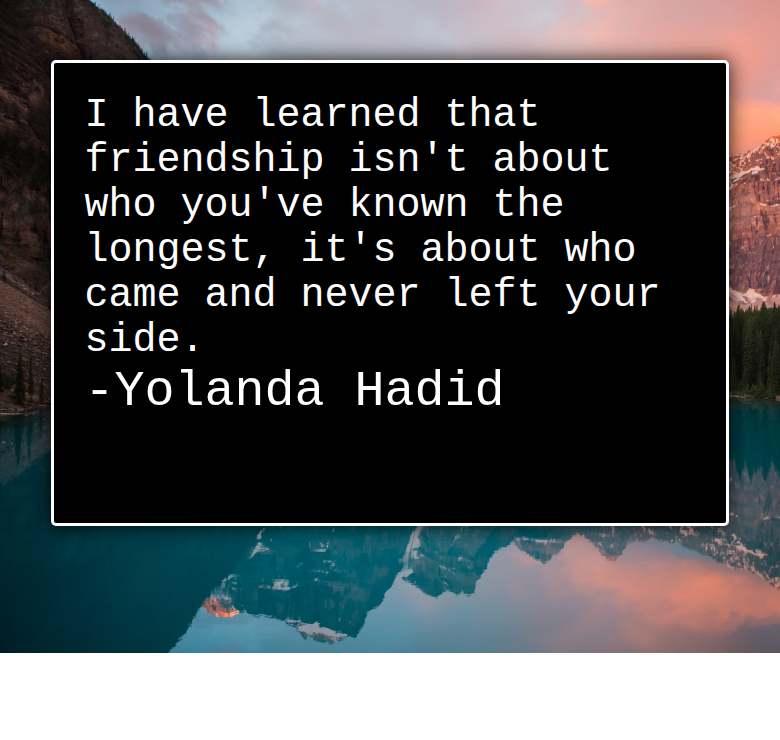 I have learned that
friendship isn't about
who you've known the
longest, it's about who
came and never left your
side.
-Yolanda Hadid